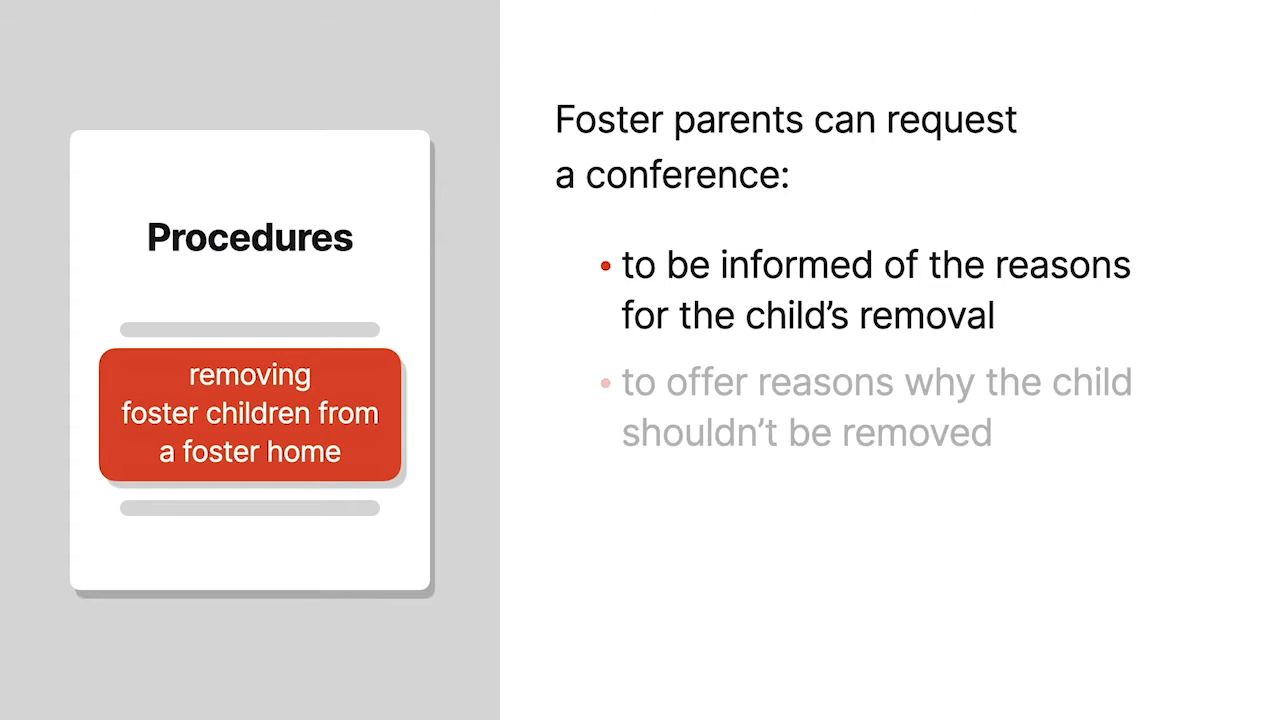 Procedures
removing
foster children from
a foster home
Foster parents can request
a conference:
• to be informed of the reasons
for the child’s removal
• to offer reasons why the child
shouldn’t be removed